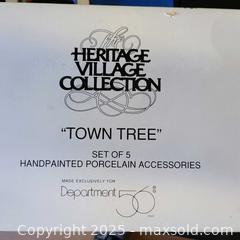 the
HERITAGE
VILLAGE
COLLECTION
"TOWN TREE"
SET OF 5
HANDPAINTED PORCELAIN ACCESSORIES
MADE EXCLUSIVELY FOR
Department 56
Copyright 2025 - maxsold.com